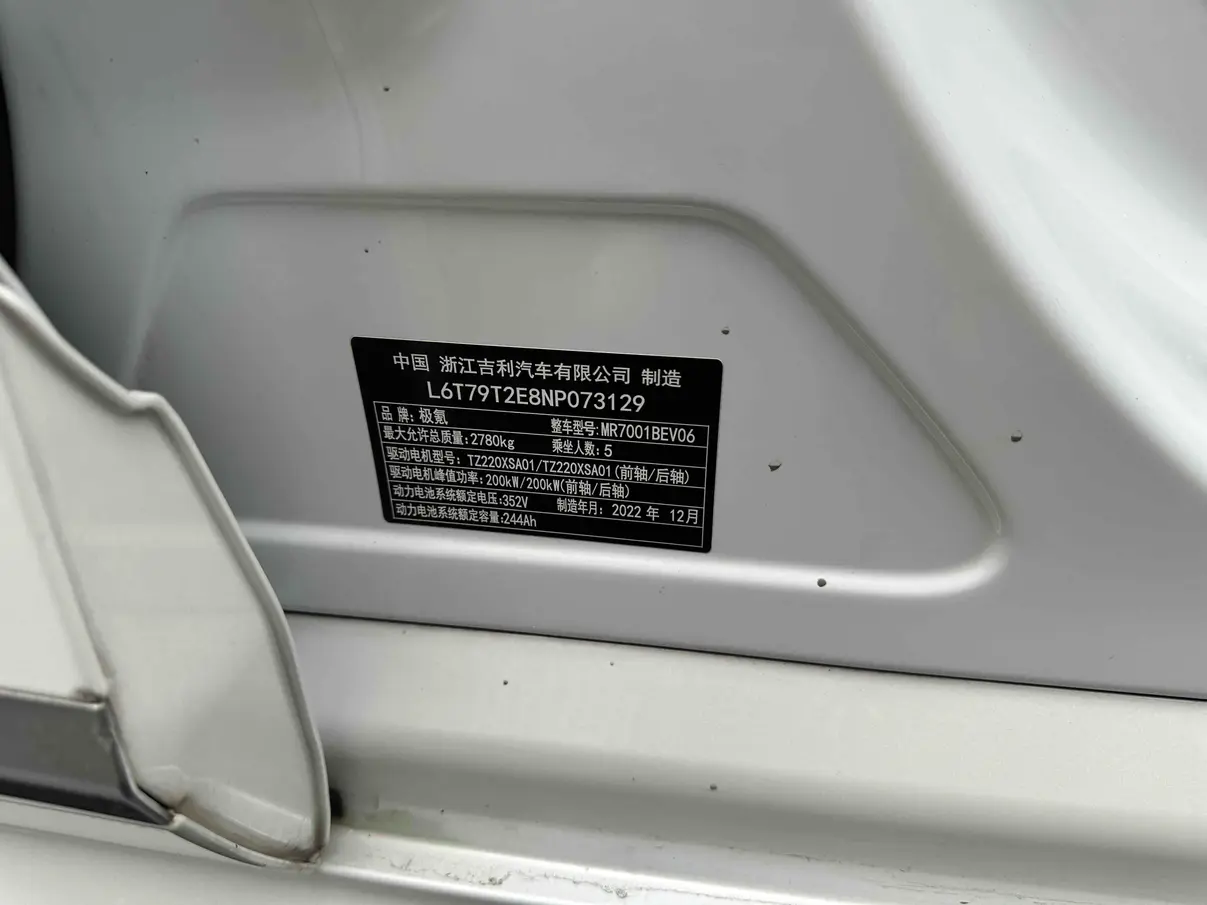 中国 浙江吉利汽车有限公司 制造
L6T79T2E8NP073129
品 牌: 极氪 整车型号: MR7001BEV06
最大允许总质量: 2780kg 乘坐人数: 5
驱动电机型号: TZ220XSA01/TZ220XSA01 (前轴/后轴)
驱动电机峰值功率: 200kW/200kW(前轴/后轴)
动力电池系统额定电压: 352V 制造年月: 2022 年 12月
动力电池系统额定容量: 244Ah